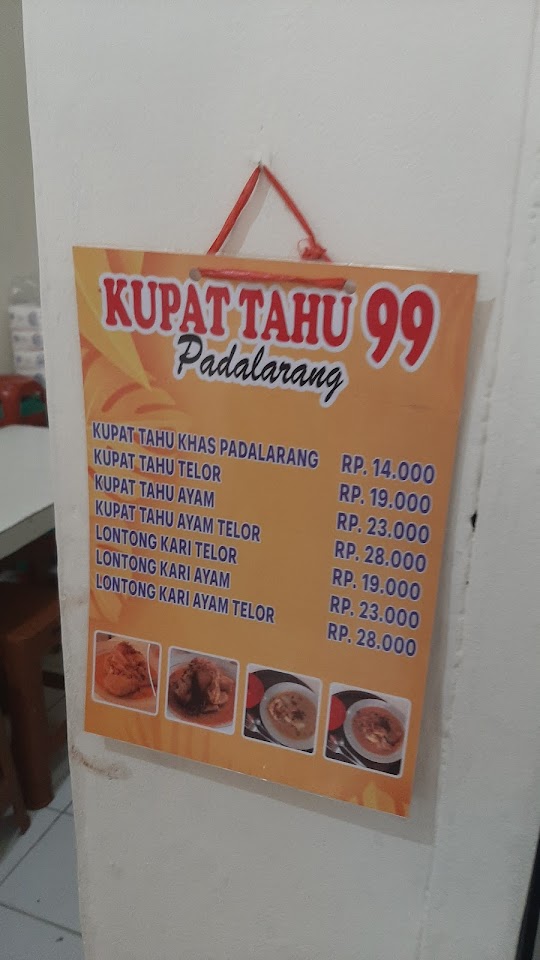 KUPAT TAHU 99
Padalarang
KUPAT TAHU KHAS PADALARANG RP. 14.000
KUPAT TAHU TELOR RP. 19.000
KUPAT TAHU AYAM RP. 23.000
KUPAT TAHU AYAM TELOR RP. 28.000
LONTONG KARI TELOR RP. 19.000
LONTONG KARI AYAM RP. 23.000
LONTONG KARI AYAM TELOR RP. 28.000